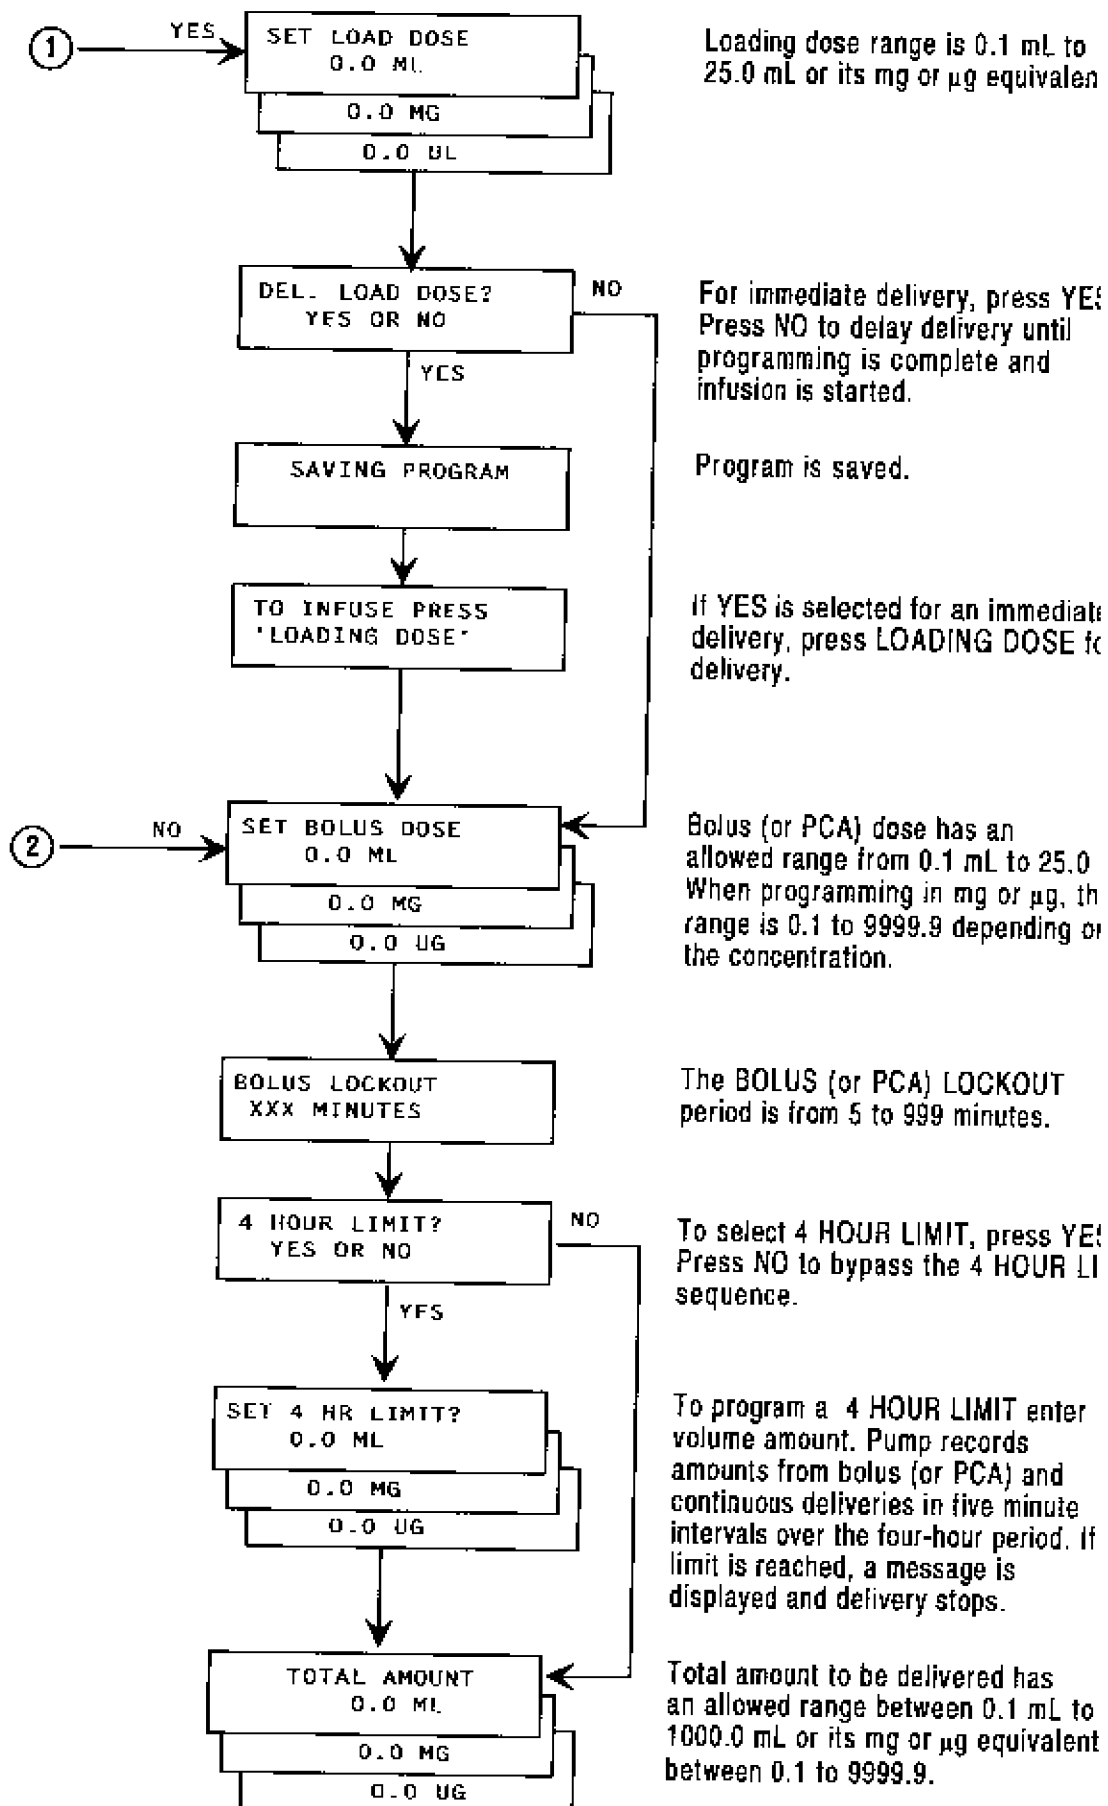 1
YES
SET LOAD DOSE
0.0 ML
0.0 MG
0.0 UL
Loading dose range is 0.1 mL to
25.0 mL or its mg or µg equivalen
DEL. LOAD DOSE?
YES OR NO
NO
YES
For immediate delivery, press YES
Press NO to delay delivery until
programming is complete and
infusion is started.
SAVING PROGRAM
Program is saved.
TO INFUSE PRESS
'LOADING DOSE'
If YES is selected for an immediate
delivery, press LOADING DOSE fo
delivery.
2
NO
SET BOLUS DOSE
0.0 ML
0.0 MG
0.0 UG
Bolus (or PCA) dose has an
allowed range from 0.1 mL to 25.0
When programming in mg or µg, th
range is 0.1 to 9999.9 depending or
the concentration.
BOLUS LOCKOUT
XXX MINUTES
The BOLUS (or PCA) LOCKOUT
period is from 5 to 999 minutes.
4 HOUR LIMIT?
YES OR NO
NO
YES
To select 4 HOUR LIMIT, press YES
Press NO to bypass the 4 HOUR LI
sequence.
SET 4 HR LIMIT?
0.0 ML
0.0 MG
0.0 UG
To program a 4 HOUR LIMIT enter
volume amount. Pump records
amounts from bolus (or PCA) and
continuous deliveries in five minute
intervals over the four-hour period. If
limit is reached, a message is
displayed and delivery stops.
TOTAL AMOUNT
0.0 ML
0.0 MG
0.0 UG
Total amount to be delivered has
an allowed range between 0.1 mL to
1000.0 mL or its mg or µg equivalent
between 0.1 to 9999.9.